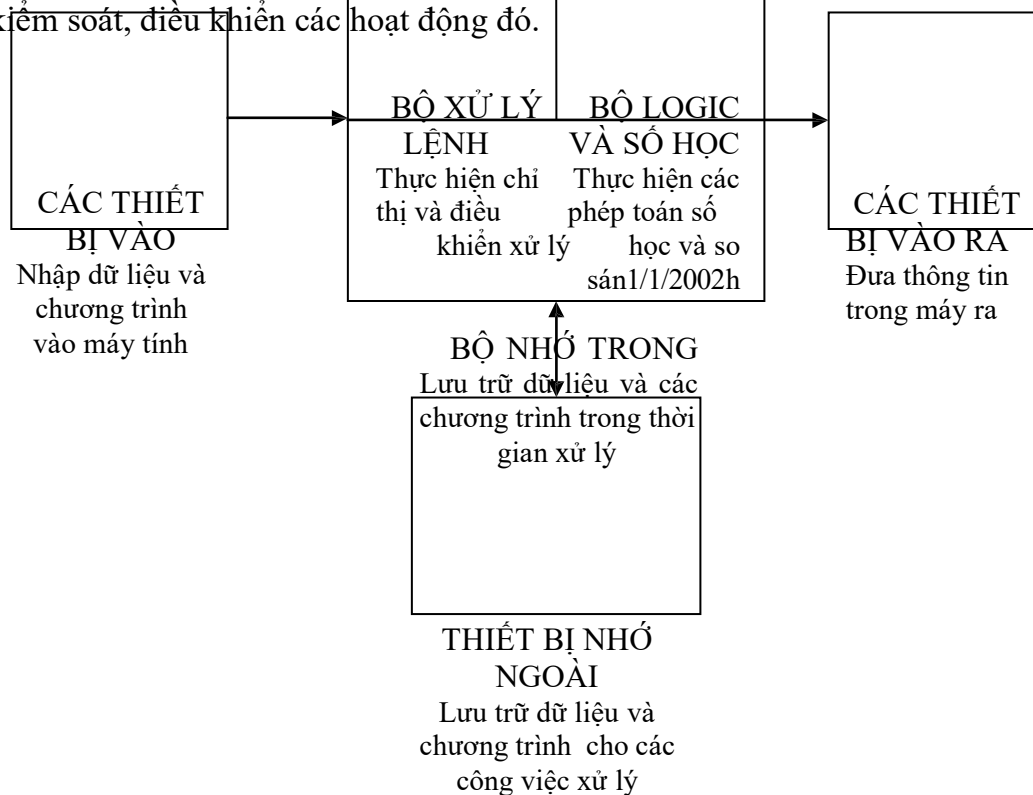 kiểm soát, điều khiển các hoạt động đó.
CÁC THIẾT
BỊ VÀO
Nhập dữ liệu và
chương trình
vào máy tính
BỘ XỬ LÝ
LỆNH
Thực hiện chỉ
thị và điều
khiển xử lý
BỘ LOGIC
VÀ SỐ HỌC
Thực hiện các
phép toán số
học và so
sán1/1/2002h
CÁC THIẾT
BỊ VÀO RA
Đưa thông tin
trong máy ra
BỘ NHỚ TRONG
Lưu trữ dữ liệu và các
chương trình trong thời
gian xử lý
THIẾT BỊ NHỚ
NGOÀI
Lưu trữ dữ liệu và
chương trình cho các
công việc xử lý